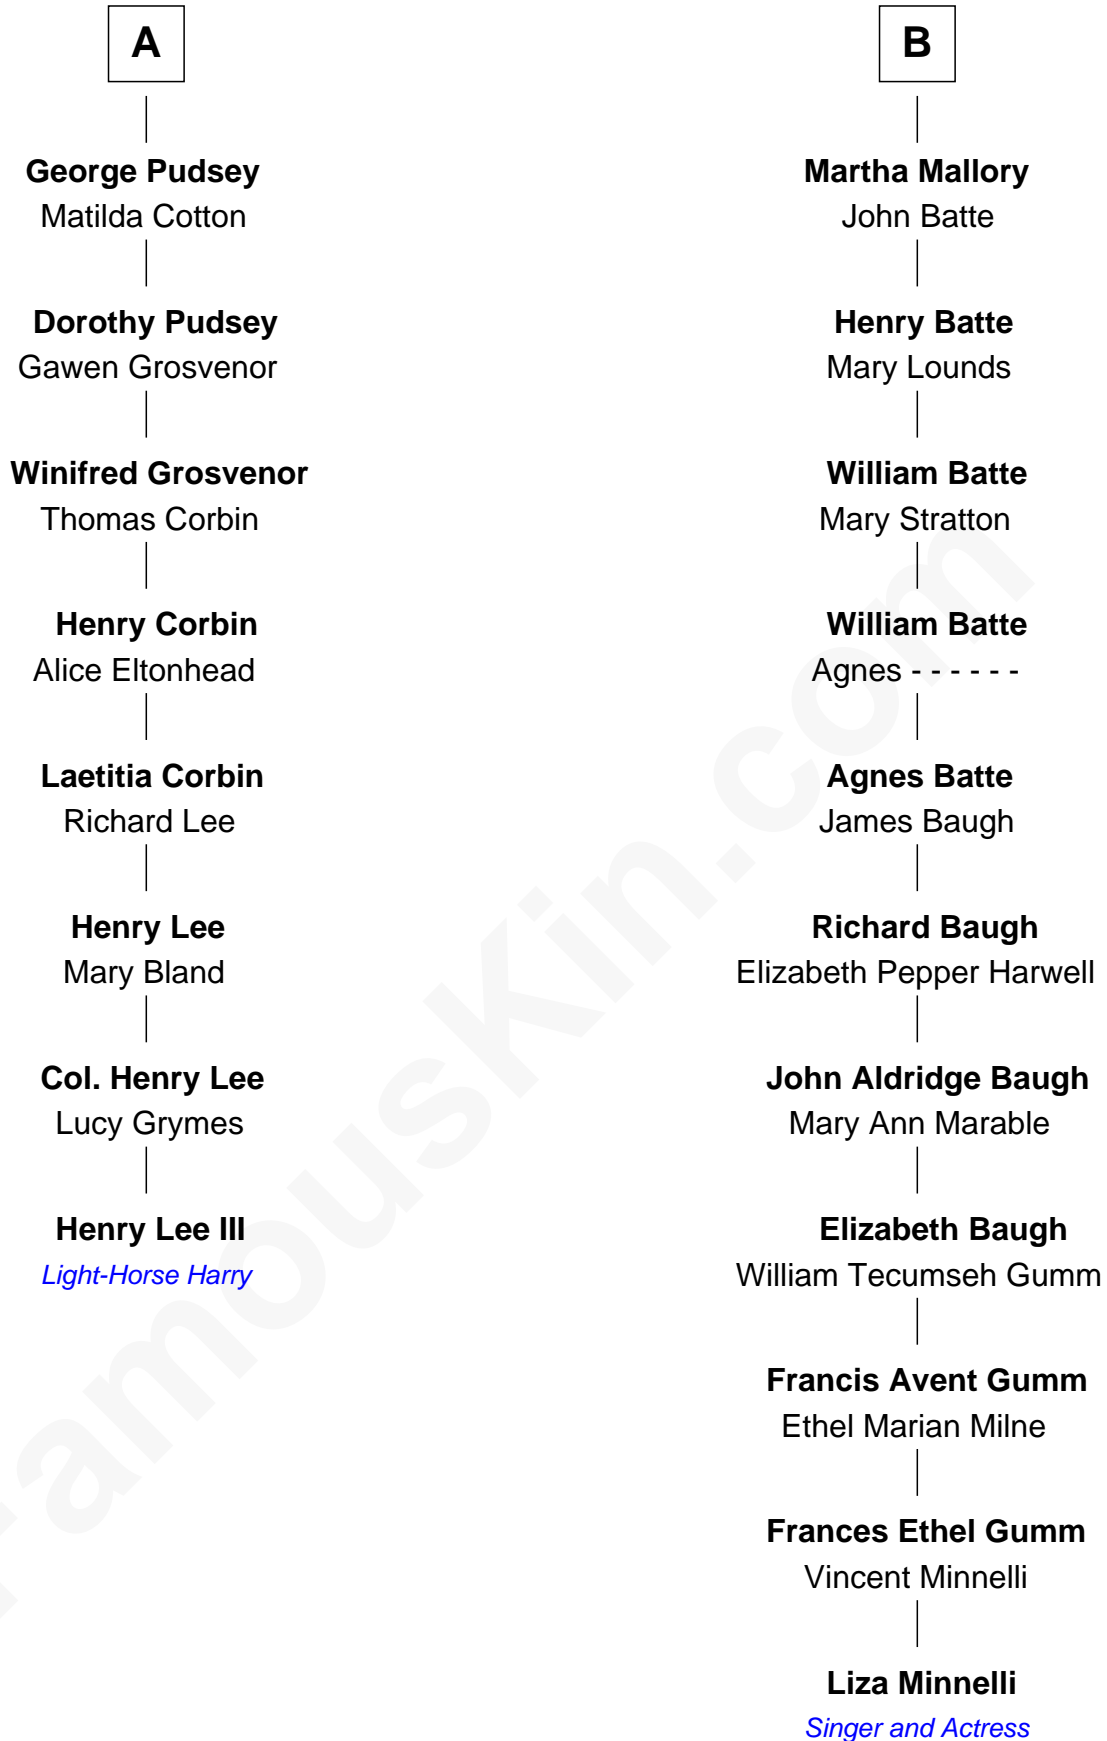 A
George Pudsey
Matilda Cotton
Dorothy Pudsey
Gawen Grosvenor
Winifred Grosvenor
Thomas Corbin
Henry Corbin
Alice Eltonhead
Laetitia Corbin
Richard Lee
Henry Lee
Mary Bland
Col. Henry Lee
Lucy Grymes
Henry Lee III
Light-Horse Harry
B
Martha Mallory
John Batte
Henry Batte
Mary Lounds
William Batte
Mary Stratton
William Batte
Agnes - - - - - -
Agnes Batte
James Baugh
Richard Baugh
Elizabeth Pepper Harwell
John Aldridge Baugh
Mary Ann Marable
Elizabeth Baugh
William Tecumseh Gumm
Francis Avent Gumm
Ethel Marian Milne
Frances Ethel Gumm
Vincent Minnelli
Liza Minnelli
Singer and Actress
FamousKin.com